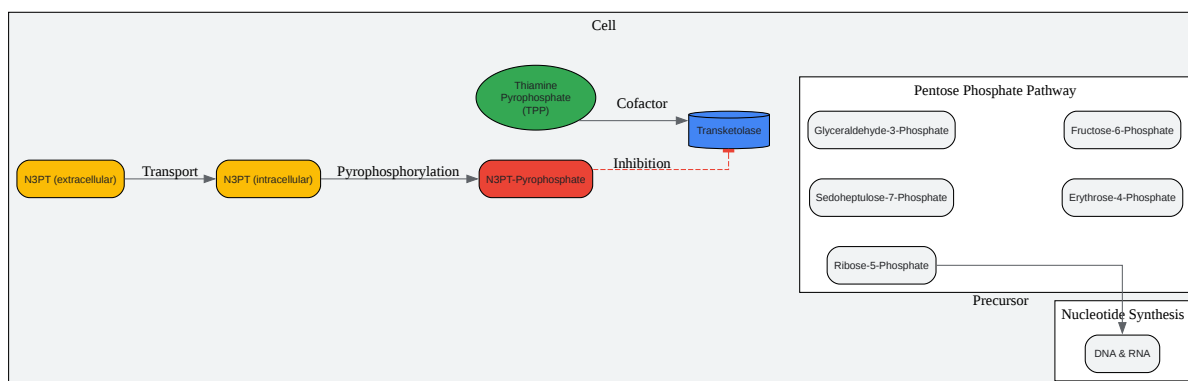 Cell
Thiamine
Pyrophosphate
(TPP)
Cofactor
Transketolase
N3PT (extracellular)
Transport
N3PT (intracellular)
Pyrophosphorylation
N3PT-Pyrophosphate
Inhibition
Pentose Phosphate Pathway
Glyceraldehyde-3-Phosphate
Fructose-6-Phosphate
Sedoheptulose-7-Phosphate
Erythrose-4-Phosphate
Ribose-5-Phosphate
Precursor
Nucleotide Synthesis
DNA & RNA